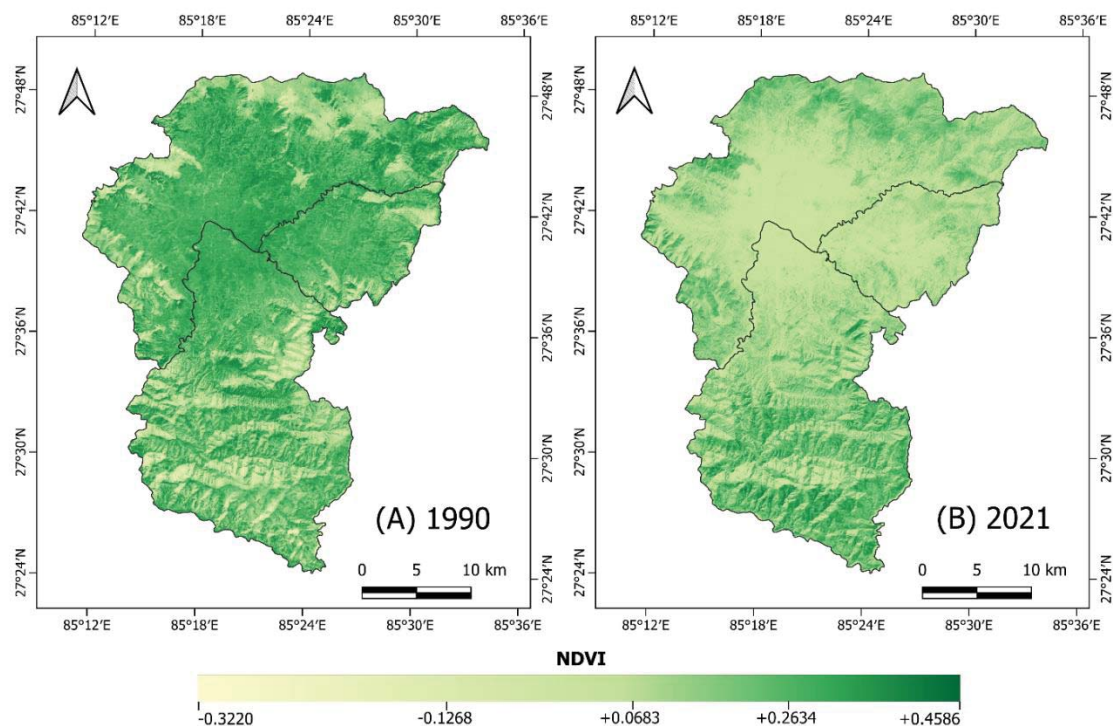 85°12′E 85°18′E 85°24′E 85°30′E 85°36′E
85°12′E 85°18′E 85°24′E 85°30′E 85°36′E
27°48′N 27°48′N 27°48′N 27°48′N
27°42′N 27°42′N 27°42′N 27°42′N
27°36′N 27°36′N 27°36′N 27°36′N
27°30′N 27°30′N 27°30′N 27°30′N
(A) 1990 (B) 2021
0 5 10 km 0 5 10 km
27°24′N 27°24′N 27°24′N 27°24′N
85°12′E 85°18′E 85°24′E 85°30′E 85°36′E
85°12′E 85°18′E 85°24′E 85°30′E 85°36′E
NDVI
-0.3220 -0.1268 +0.0683 +0.2634 +0.4586